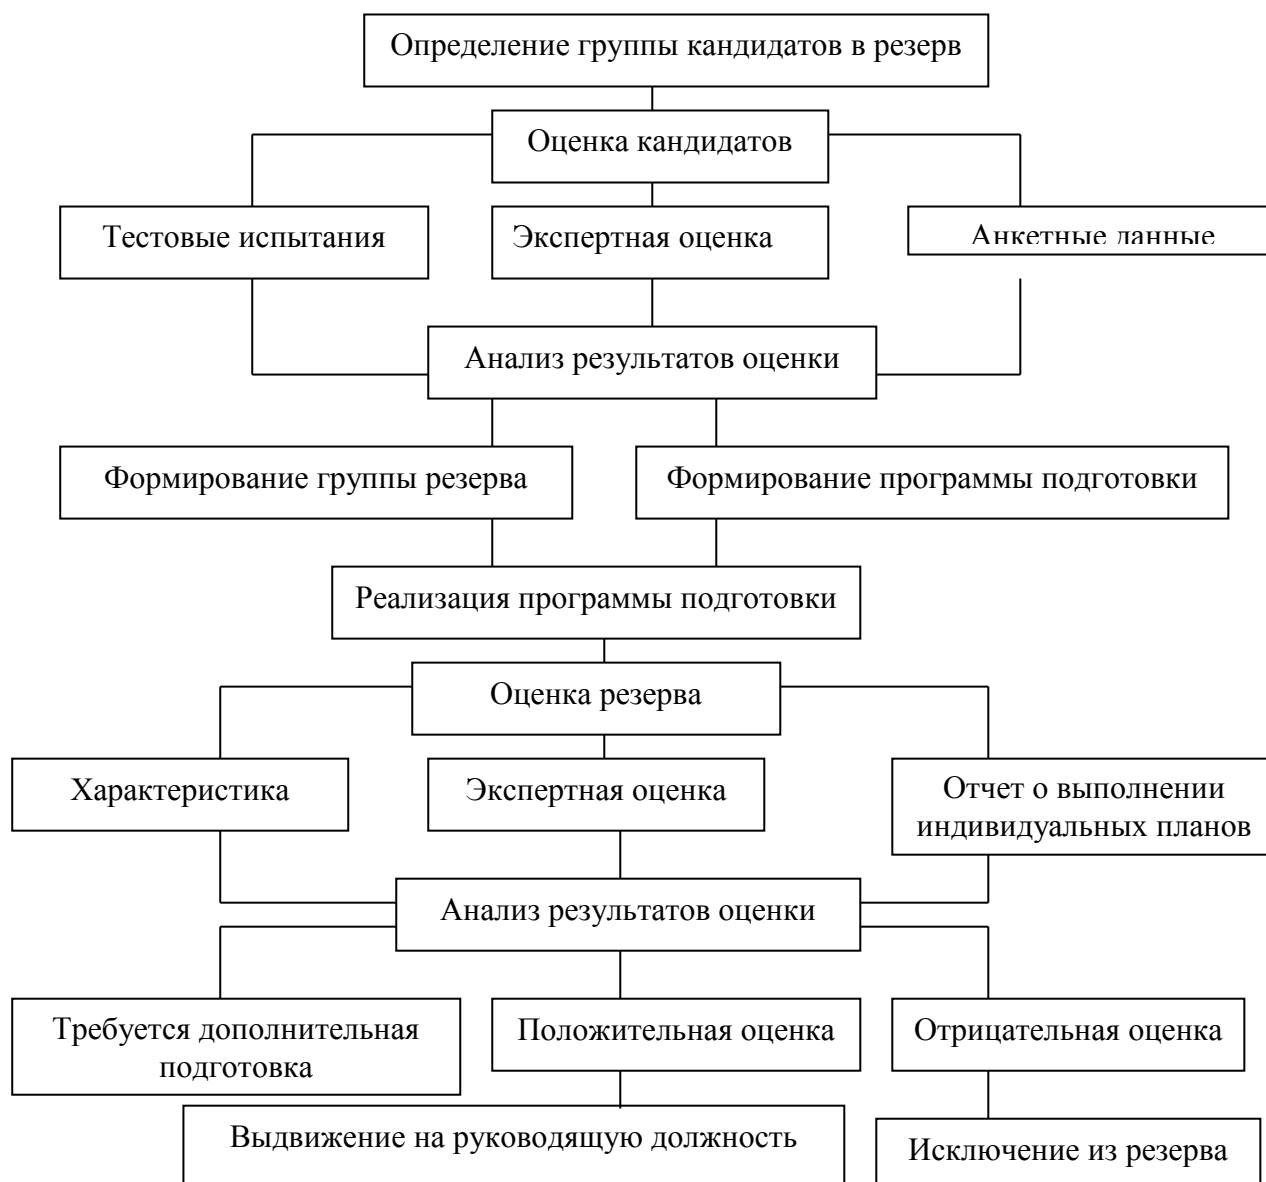 Определение группы кандидатов в резерв
Оценка кандидатов
Тестовые испытания
Экспертная оценка
Анкетные данные
Анализ результатов оценки
Формирование группы резерва
Формирование программы подготовки
Реализация программы подготовки
Оценка резерва
Характеристика
Экспертная оценка
Отчет о выполнении
индивидуальных планов
Анализ результатов оценки
Требуется дополнительная
подготовка
Положительная оценка
Отрицательная оценка
Выдвижение на руководящую должность
Исключение из резерва